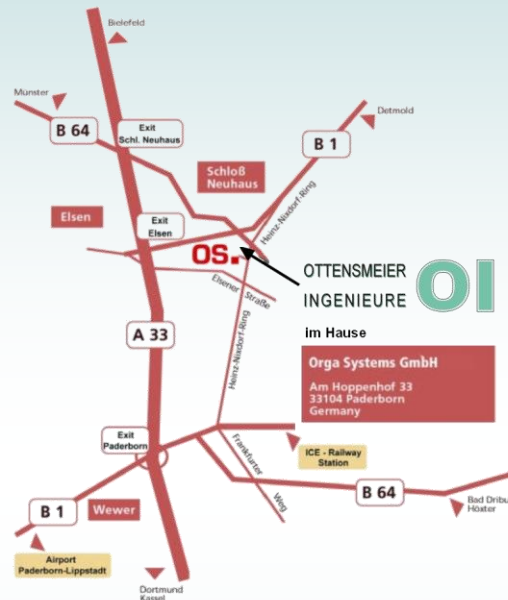 Bielefeld
Münster
B 64
Exit
Schl. Neuhaus
Detmold
B 1
Schloß
Neuhaus
Elsen
Exit
Elsen
Heinz-Nixdorf-Ring
os.
Elsener Straße
OTTENSMEIER
INGENIEURE
OI
im Hause
A 33
Heinz-Nixdorf-Ring
Orga Systems GmbH
Am Hoppenhof 33
33104 Paderborn
Germany
Exit
Paderborn
Frankfurter Weg
ICE - Railway
Station
B 64
B 1
Wewer
Bad Dribu
Höxter
Airport
Paderborn-Lippstadt
Dortmund
Kassel